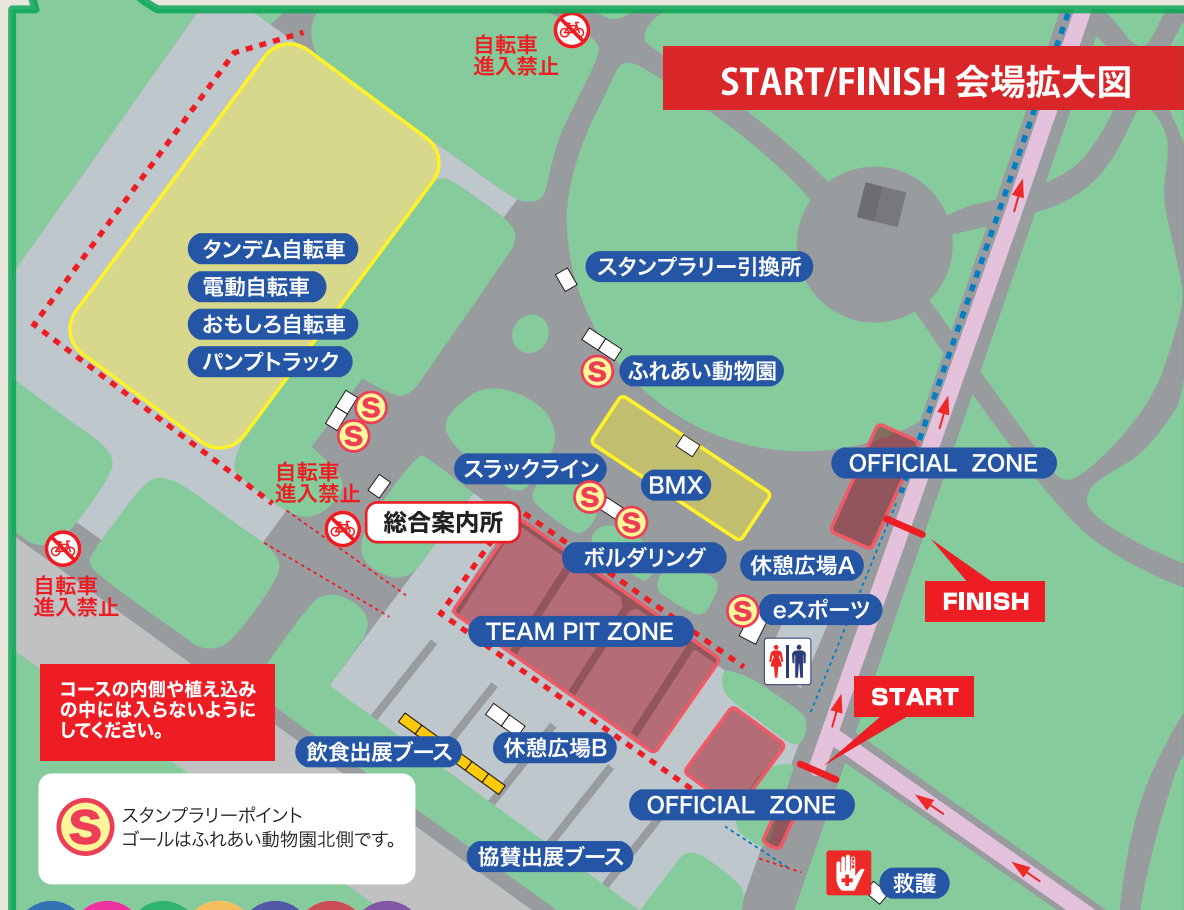 自転車
進入禁止
START/FINISH 会場拡大図
タンデム自転車
電動自転車
おもしろ自転車
パンプトラック
スタンプラリー引換所
S
ふれあい動物園
S
S
自転車
進入禁止
総合案内所
スラックライン
S
S
BMX
ボルダリング
OFFICIAL ZONE
休憩広場A
FINISH
S
eスポーツ
自転車
進入禁止
TEAM PIT ZONE
START
コースの内側や植え込み
の中には入らないように
してください。
飲食出展ブース
休憩広場B
OFFICIAL ZONE
S
スタンプラリーポイント
ゴールはふれあい動物園北側です。
協賛出展ブース
救護